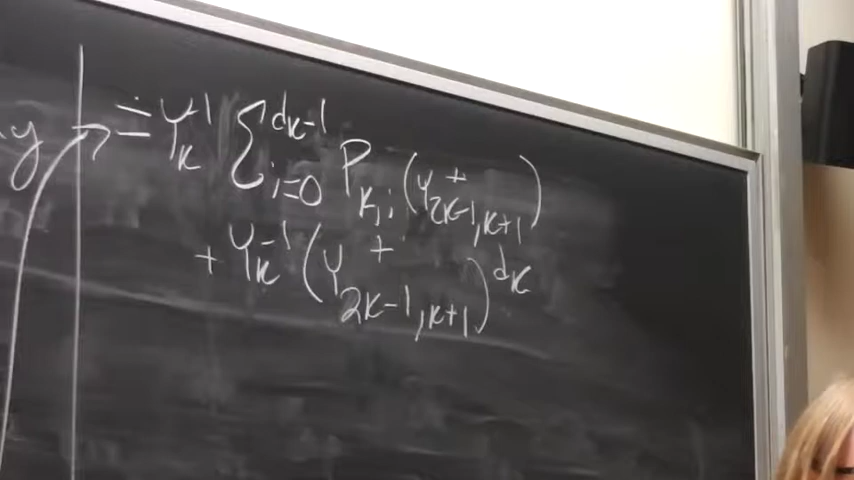 y ≐ Y_k^{-1} Σ_{i=0}^{d_k-1} P_{k,i} (Y^+_{2k-1,k+1})
+ Y_k^{-1} (Y^+_{2k-1,k+1})^{d_k}